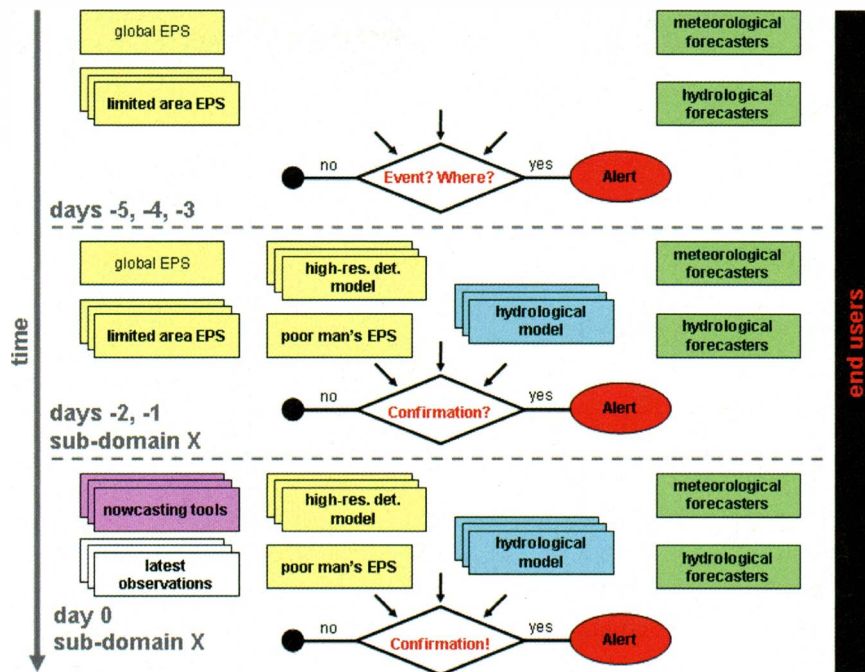 global EPS
limited area EPS
meteorological
forecasters
hydrological
forecasters
no
Event? Where?
yes
Alert
days -5, -4, -3
global EPS
limited area EPS
high-res. det.
model
poor man's EPS
hydrological
model
meteorological
forecasters
hydrological
forecasters
no
Confirmation?
yes
Alert
days -2, -1
sub-domain X
nowcasting tools
latest
observations
high-res. det.
model
poor man's EPS
hydrological
model
meteorological
forecasters
hydrological
forecasters
no
Confirmation!
yes
Alert
day 0
sub-domain X
time
end users